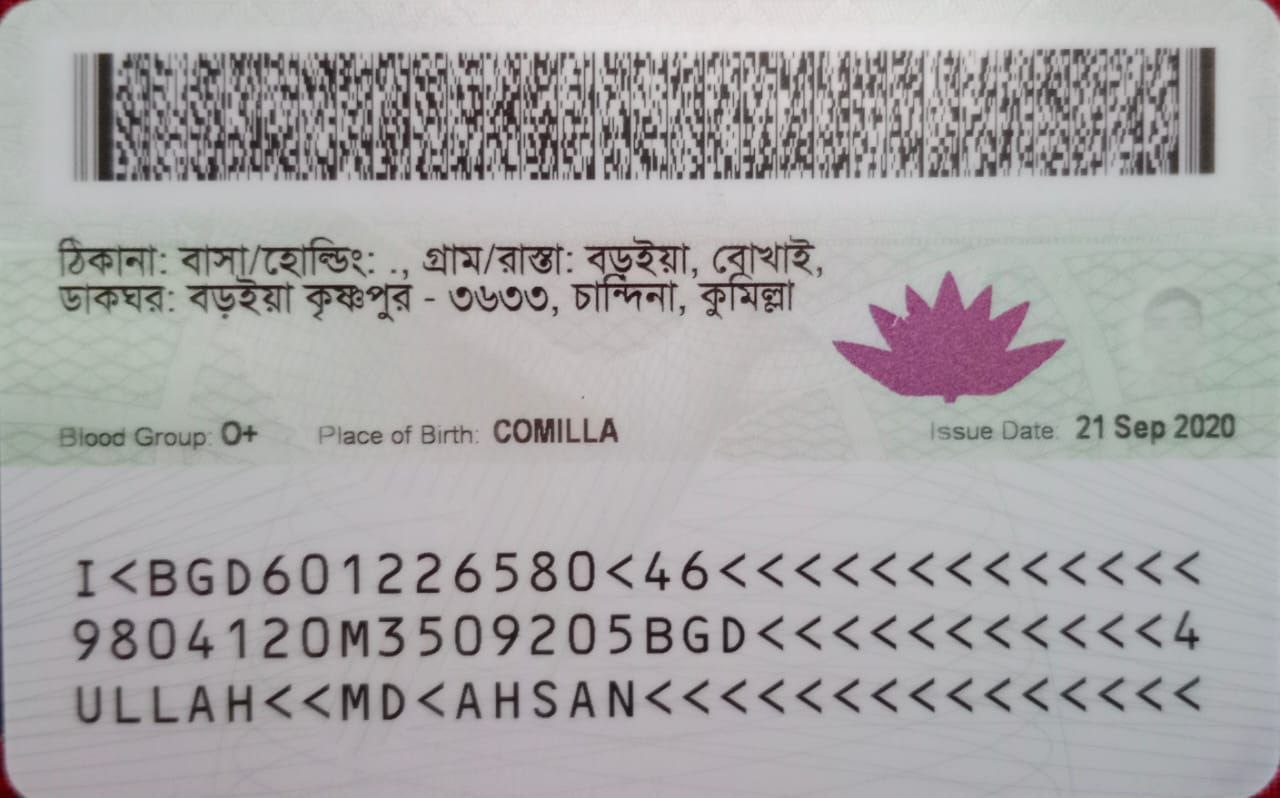 ঠিকানা: বাসা/হোল্ডিং: ., গ্রাম/রাস্তা: বড়ইয়া, বোখাই,
ডাকঘর: বড়ইয়া কৃষ্ণপুর - ৩৬৩৩, চান্দিনা, কুমিল্লা
Blood Group: O+ Place of Birth: COMILLA Issue Date: 21 Sep 2020
I<BGD601226580<46<<<<<<<<<<<<<
9804120M3509205BGD<<<<<<<<<<<4
ULLAH<<MD<AHSAN<<<<<<<<<<<<<<<